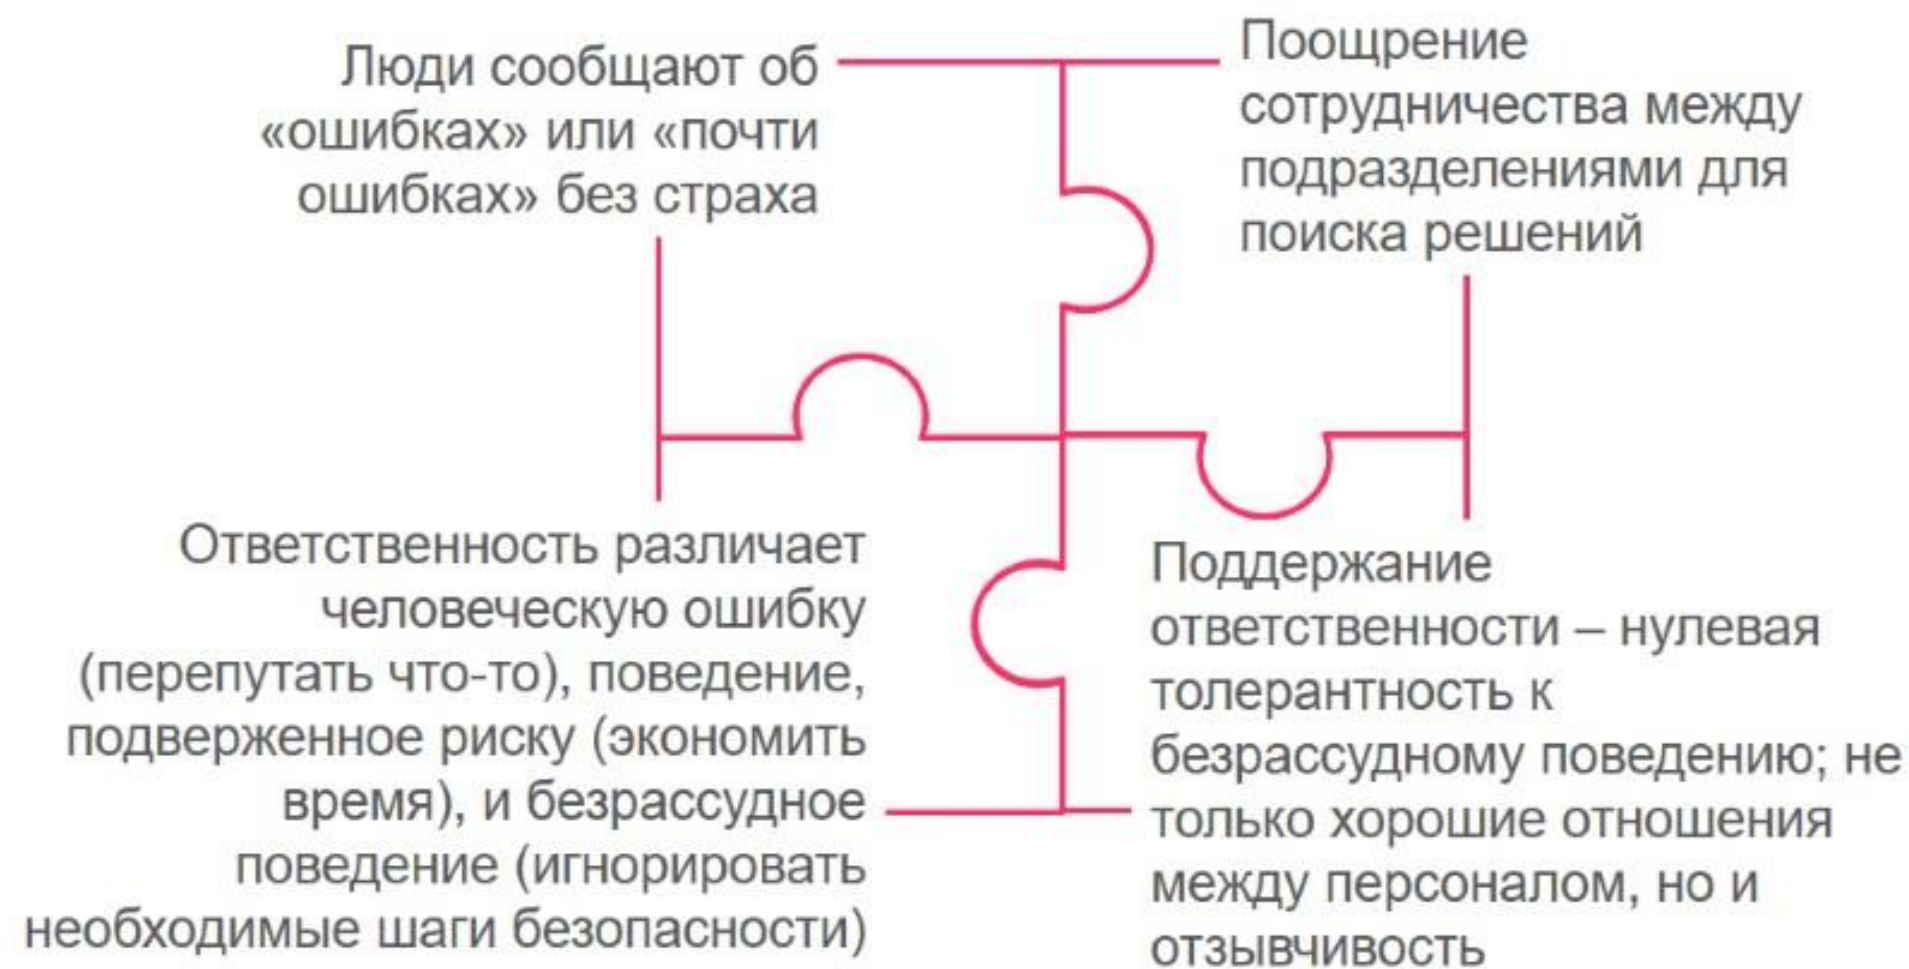 Люди сообщают об
«ошибках» или «почти
ошибках» без страха
Поощрение
сотрудничества между
подразделениями для
поиска решений
Ответственность различает
человеческую ошибку
(перепутать что-то), поведение,
подверженное риску (экономить
время), и безрассудное
поведение (игнорировать
необходимые шаги безопасности)
Поддержание
ответственности – нулевая
толерантность к
безрассудному поведению; не
только хорошие отношения
между персоналом, но и
отзывчивость